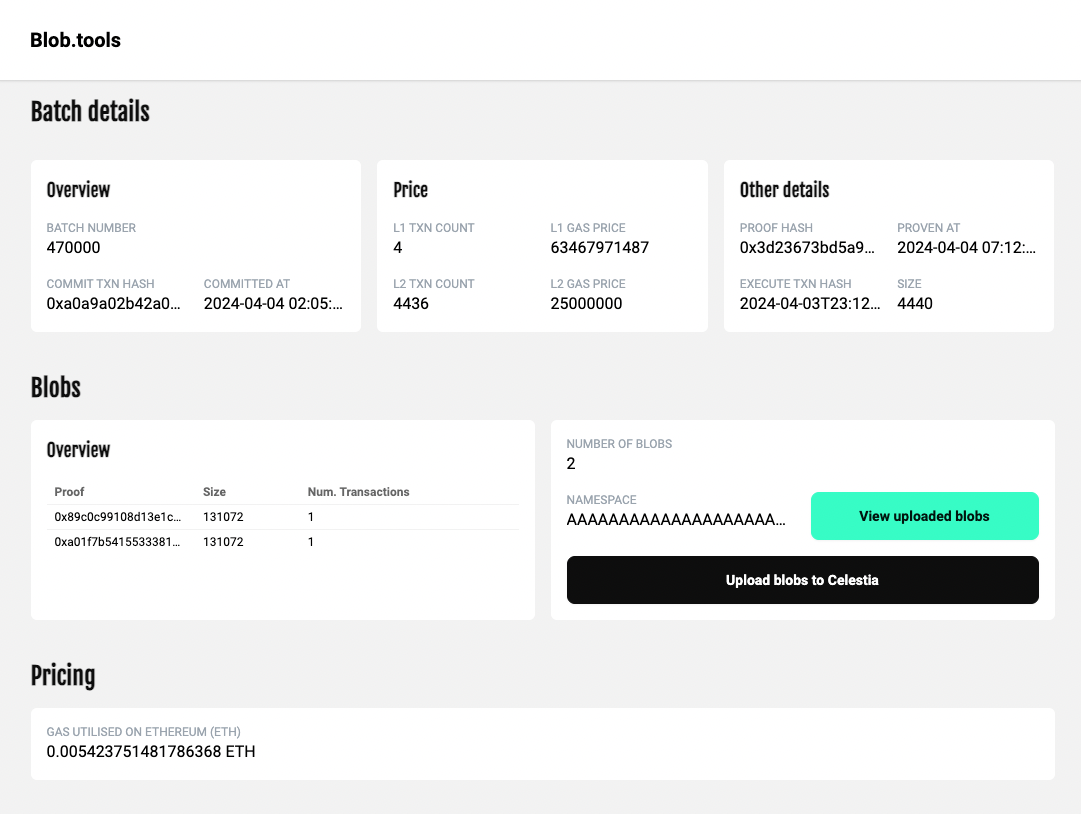 Blob.tools
Batch details
Overview
BATCH NUMBER
470000
COMMIT TXN HASH COMMITTED AT
0xa0a9a02b42a0... 2024-04-04 02:05:...
Price
L1 TXN COUNT L1 GAS PRICE
4 63467971487
L2 TXN COUNT L2 GAS PRICE
4436 25000000
Other details
PROOF HASH PROVEN AT
0x3d23673bd5a9... 2024-04-04 07:12:...
EXECUTE TXN HASH SIZE
2024-04-03T23:12... 4440
Blobs
Overview
Proof Size Num. Transactions
0x89c0c99108d13e1c... 131072 1
0xa01f7b5415533381... 131072 1
NUMBER OF BLOBS
2
NAMESPACE
AAAAAAAAAAAAAAAAAAAA...
View uploaded blobs
Upload blobs to Celestia
Pricing
GAS UTILISED ON ETHEREUM (ETH)
0.005423751481786368 ETH